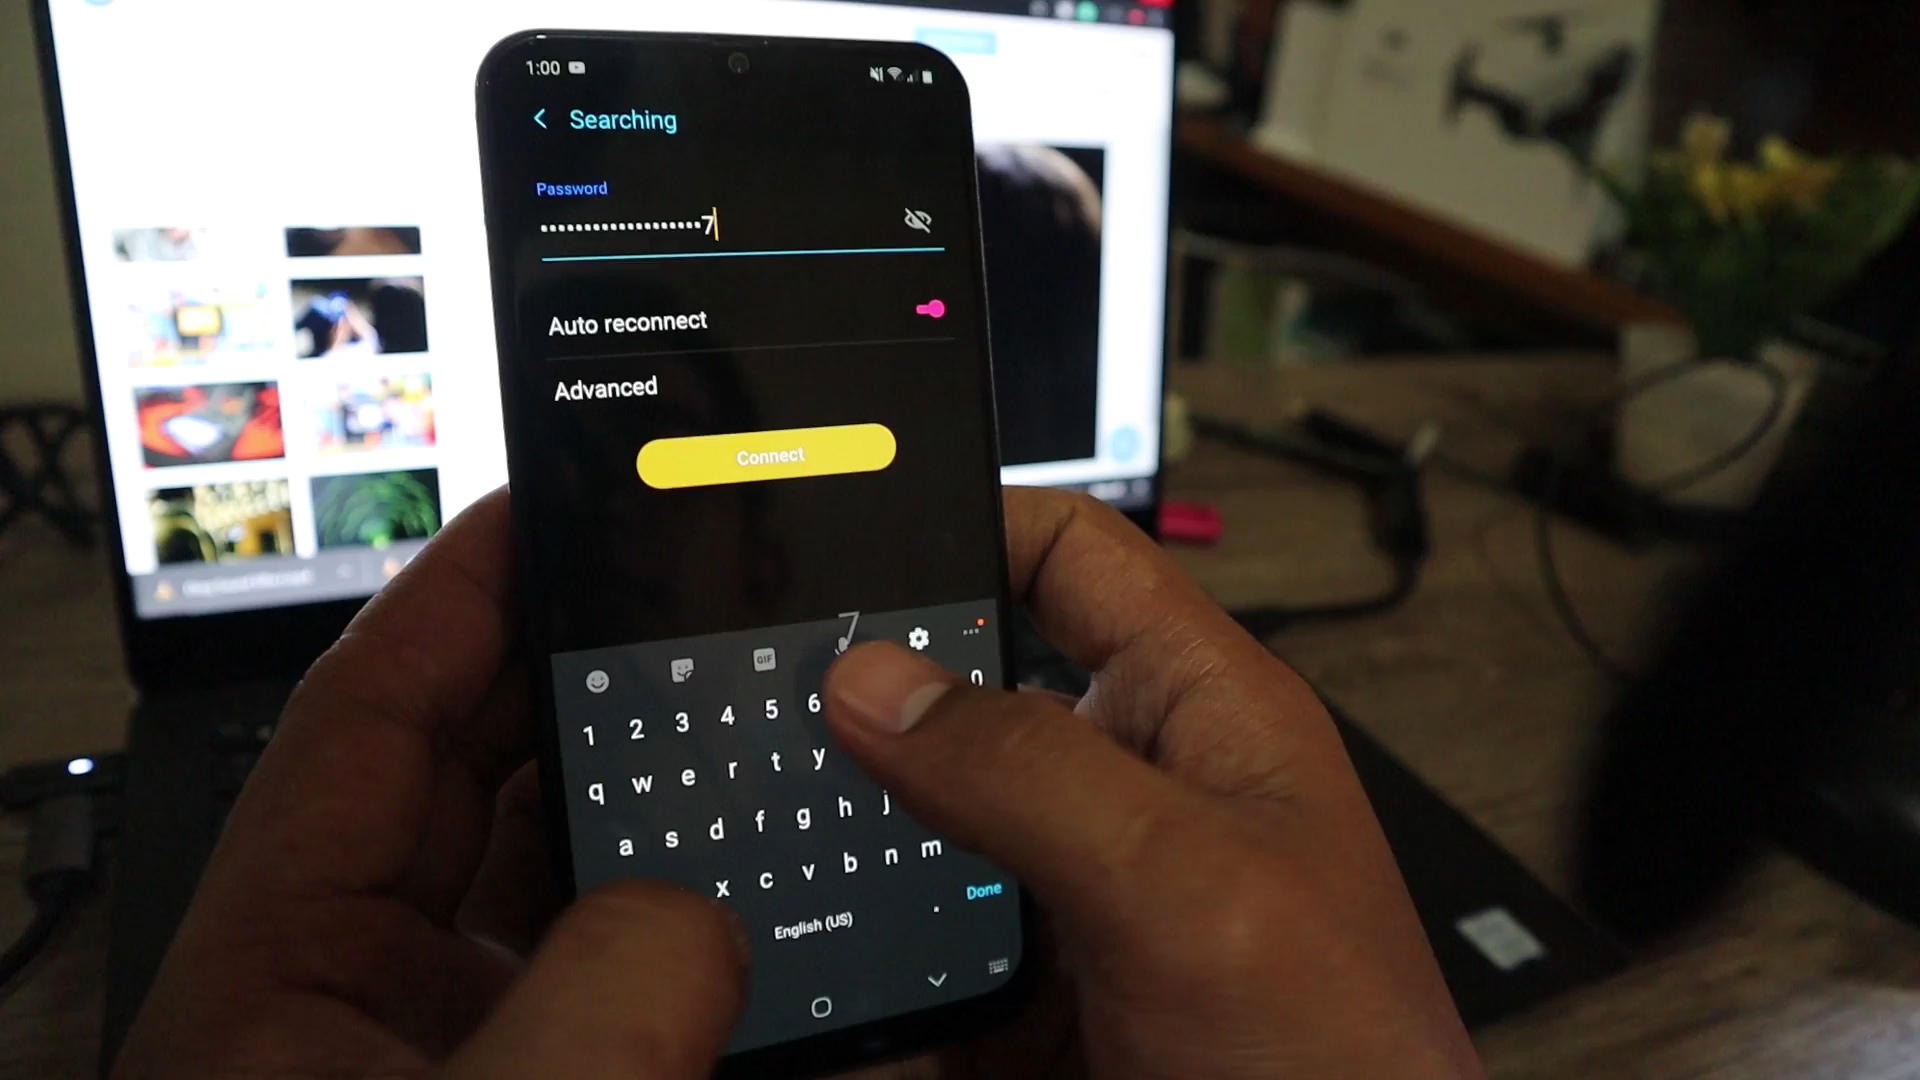 1:00
Searching
Password
••••••••••••••••••••7
Auto reconnect
Advanced
Connect
7
GIF
1 2 3 4 5 6 0
q w e r t y
a s d f g h j
x c v b n m
English (US) . Done